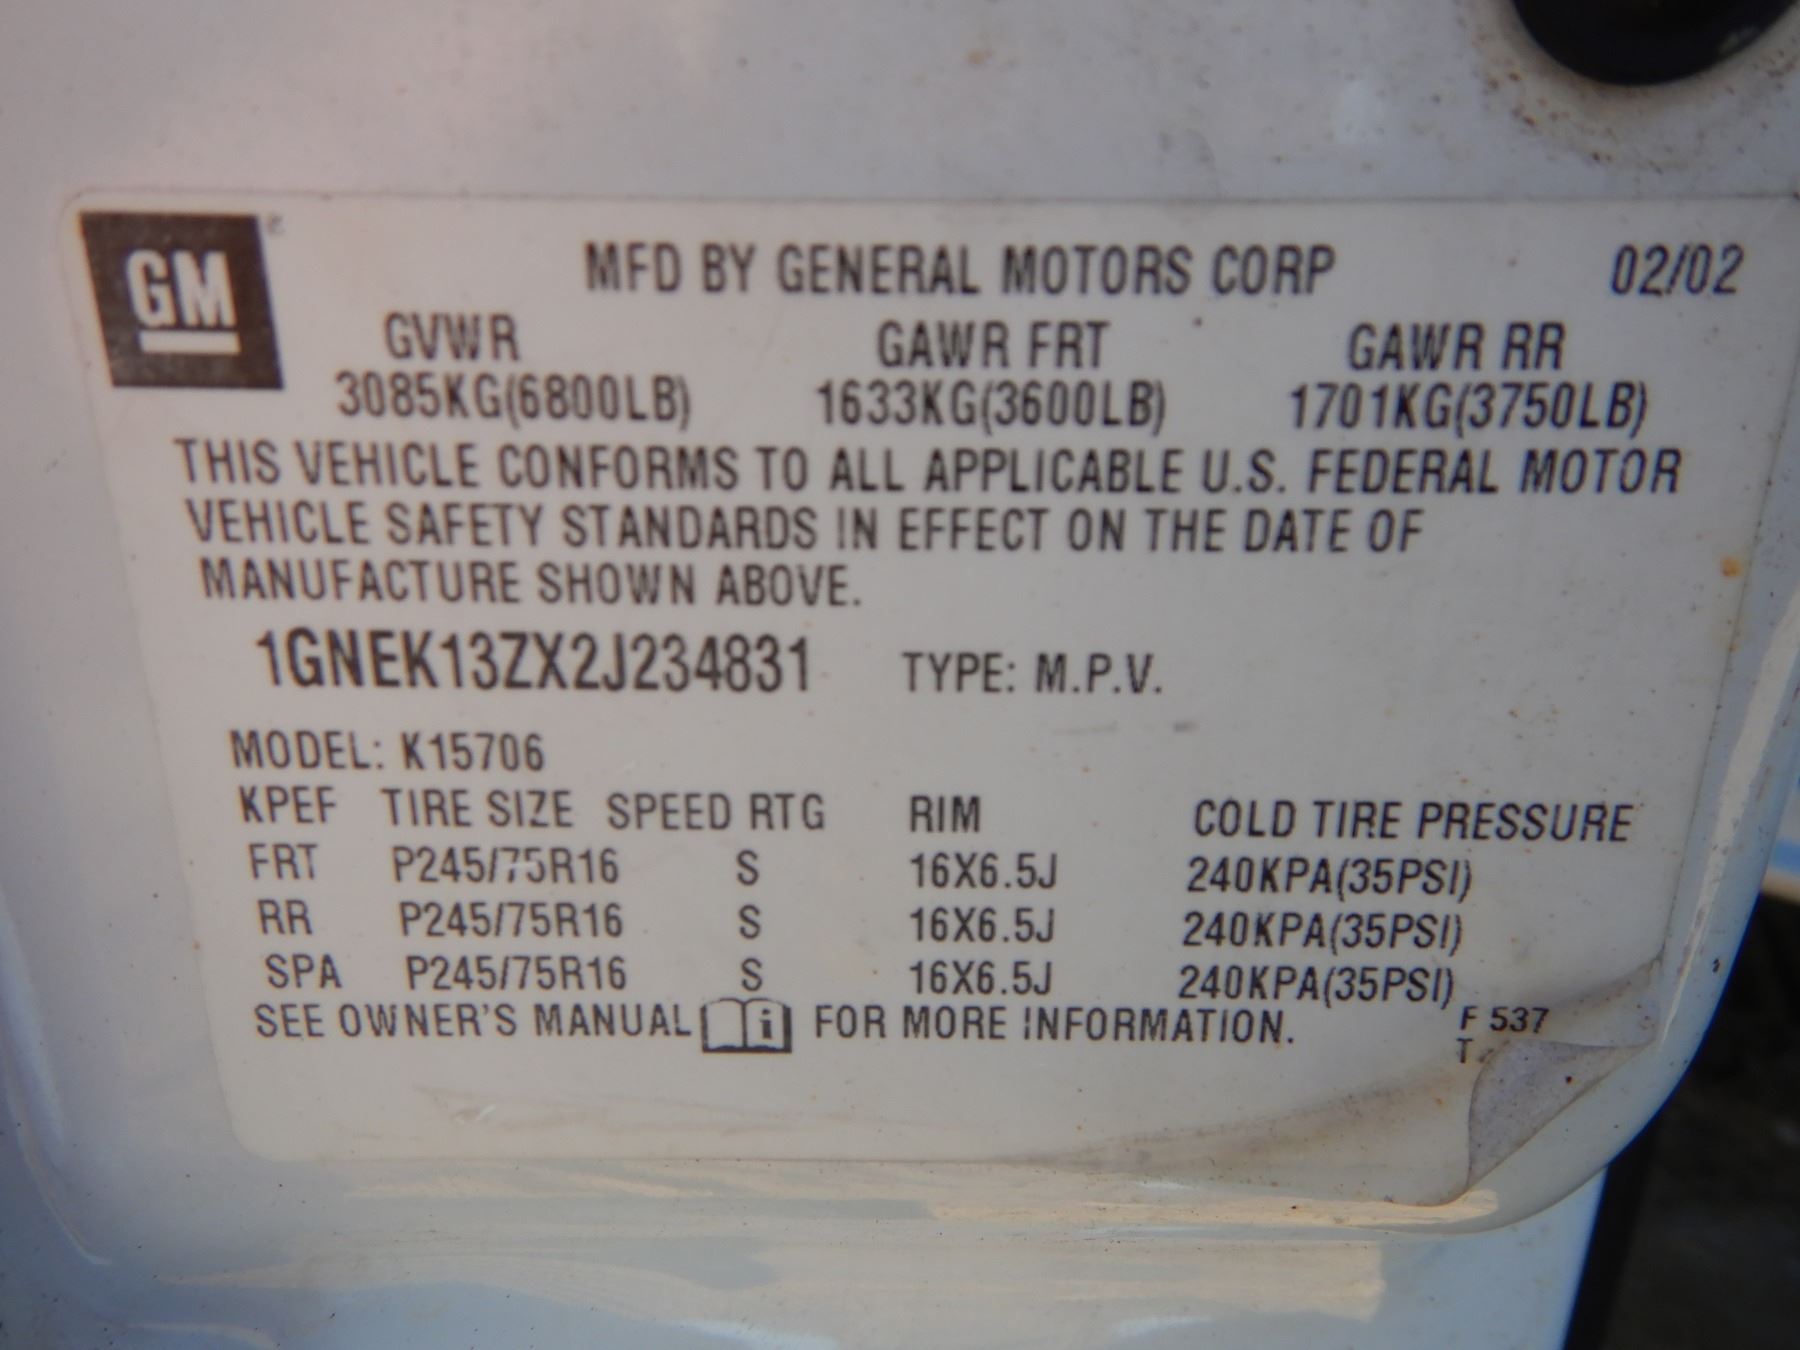 GM
MFD BY GENERAL MOTORS CORP 02/02
GVWR GAWR FRT GAWR RR
3085KG(6800LB) 1633KG(3600LB) 1701KG(3750LB)
THIS VEHICLE CONFORMS TO ALL APPLICABLE U.S. FEDERAL MOTOR
VEHICLE SAFETY STANDARDS IN EFFECT ON THE DATE OF
MANUFACTURE SHOWN ABOVE.
1GNEK13ZX2J234831 TYPE: M.P.V.
MODEL: K15706
KPEF TIRE SIZE SPEED RTG RIM COLD TIRE PRESSURE
FRT P245/75R16 S 16X6.5J 240KPA(35PSI)
RR P245/75R16 S 16X6.5J 240KPA(35PSI)
SPA P245/75R16 S 16X6.5J 240KPA(35PSI)
SEE OWNER'S MANUAL i FOR MORE INFORMATION.
F 537
T